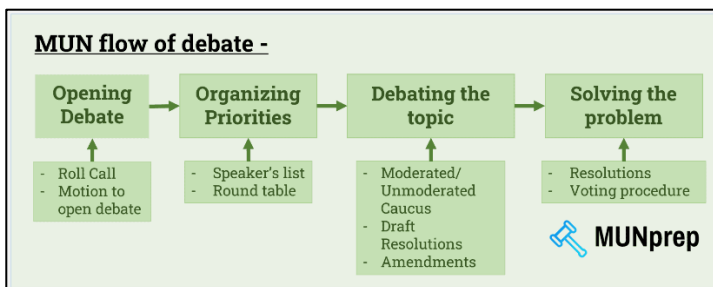 MUN flow of debate -
Opening
Debate
Organizing
Priorities
Debating the
topic
Solving the
problem
- Roll Call
- Motion to
open debate
- Speaker's list
- Round table
- Moderated/
Unmoderated
Caucus
- Draft
Resolutions
- Amendments
- Resolutions
- Voting procedure
MUNprep